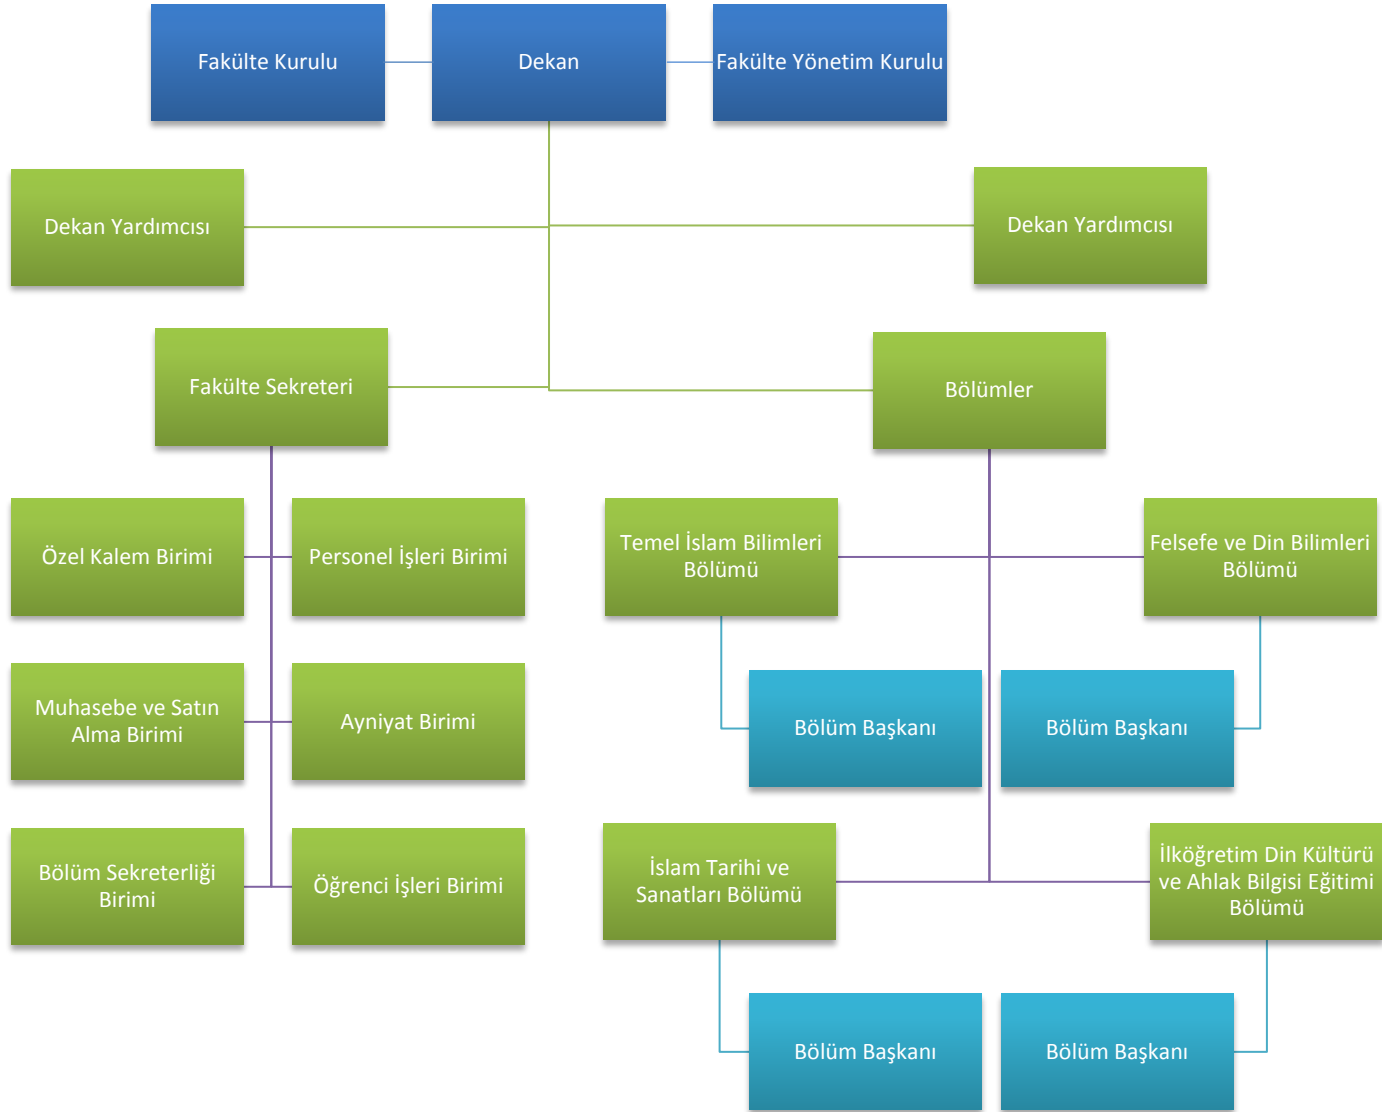 Fakülte Kurulu
Dekan
Fakülte Yönetim Kurulu
Dekan Yardımcısı
Dekan Yardımcısı
Fakülte Sekreteri
Bölümler
Özel Kalem Birimi
Personel İşleri Birimi
Temel İslam Bilimleri
Bölümü
Felsefe ve Din Bilimleri
Bölümü
Muhasebe ve Satın
Alma Birimi
Ayniyat Birimi
Bölüm Başkanı
Bölüm Başkanı
Bölüm Sekreterliği
Birimi
Öğrenci İşleri Birimi
İslam Tarihi ve
Sanatları Bölümü
İlköğretim Din Kültürü
ve Ahlak Bilgisi Eğitimi
Bölümü
Bölüm Başkanı
Bölüm Başkanı